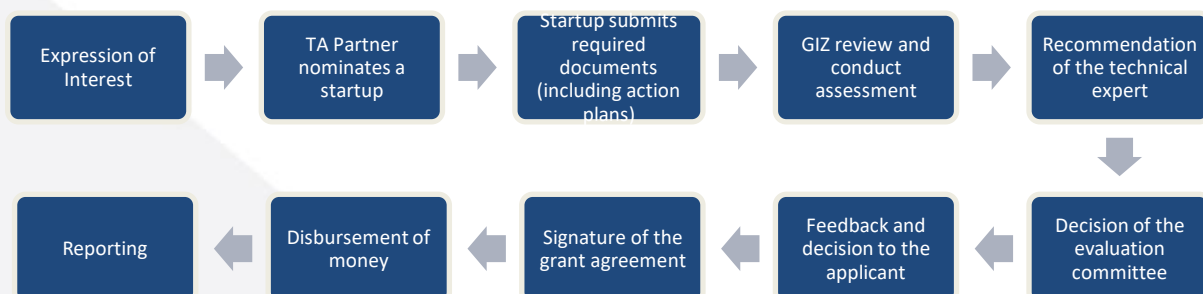 Expression of
Interest
TA Partner
nominates a
startup
Startup submits
required
documents
(including action
plans)
GIZ review and
conduct
assessment
Recommendation
of the technical
expert
Decision of the
evaluation
committee
Feedback and
decision to the
applicant
Signature of the
grant agreement
Disbursement of
money
Reporting